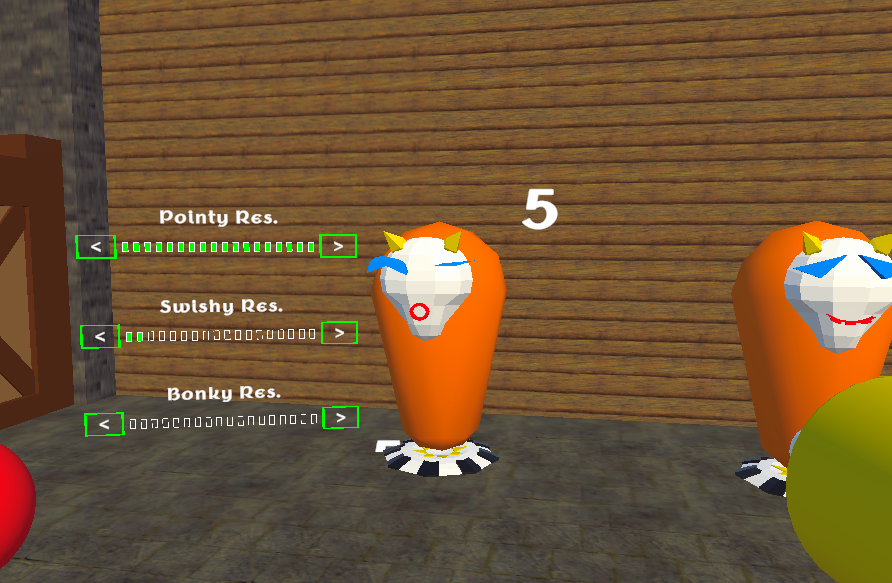 5
Pointy Res.
< >
Swishy Res.
< >
Bonky Res.
< >